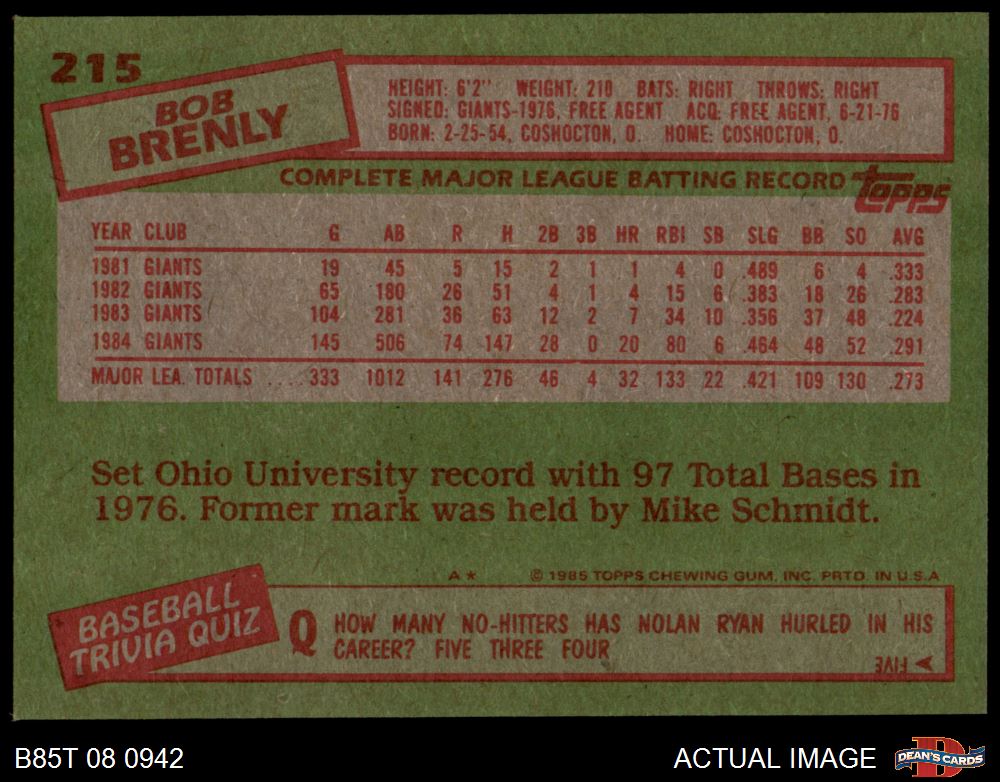 215
BOB
BRENLY
HEIGHT: 6'2" WEIGHT: 210 BATS: RIGHT THROWS: RIGHT
SIGNED: GIANTS-1976, FREE AGENT ACQ: FREE AGENT, 6-21-76
BORN: 2-25-54, COSHOCTON, O. HOME: COSHOCTON, O.
COMPLETE MAJOR LEAGUE BATTING RECORD topps
YEAR CLUB G AB R H 2B 3B HR RBI SB SLG BB SO AVG
1981 GIANTS 19 45 5 15 2 1 1 4 0 .489 6 4 .333
1982 GIANTS 65 180 26 51 4 1 4 15 6 .383 18 26 .283
1983 GIANTS 104 281 36 63 12 2 7 34 10 .356 37 48 .224
1984 GIANTS 145 506 74 147 28 0 20 80 6 .464 48 52 .291
MAJOR LEA. TOTALS .... 333 1012 141 276 46 4 32 133 22 .421 109 130 .273
Set Ohio University record with 97 Total Bases in
1976. Former mark was held by Mike Schmidt.
A* © 1985 TOPPS CHEWING GUM, INC. PRTD. IN U.S.A
BASEBALL
TRIVIA QUIZ
Q HOW MANY NO-HITTERS HAS NOLAN RYAN HURLED IN HIS
CAREER? FIVE THREE FOUR
FIVE
B85T 08 0942 ACTUAL IMAGE DEAN'S CARDS